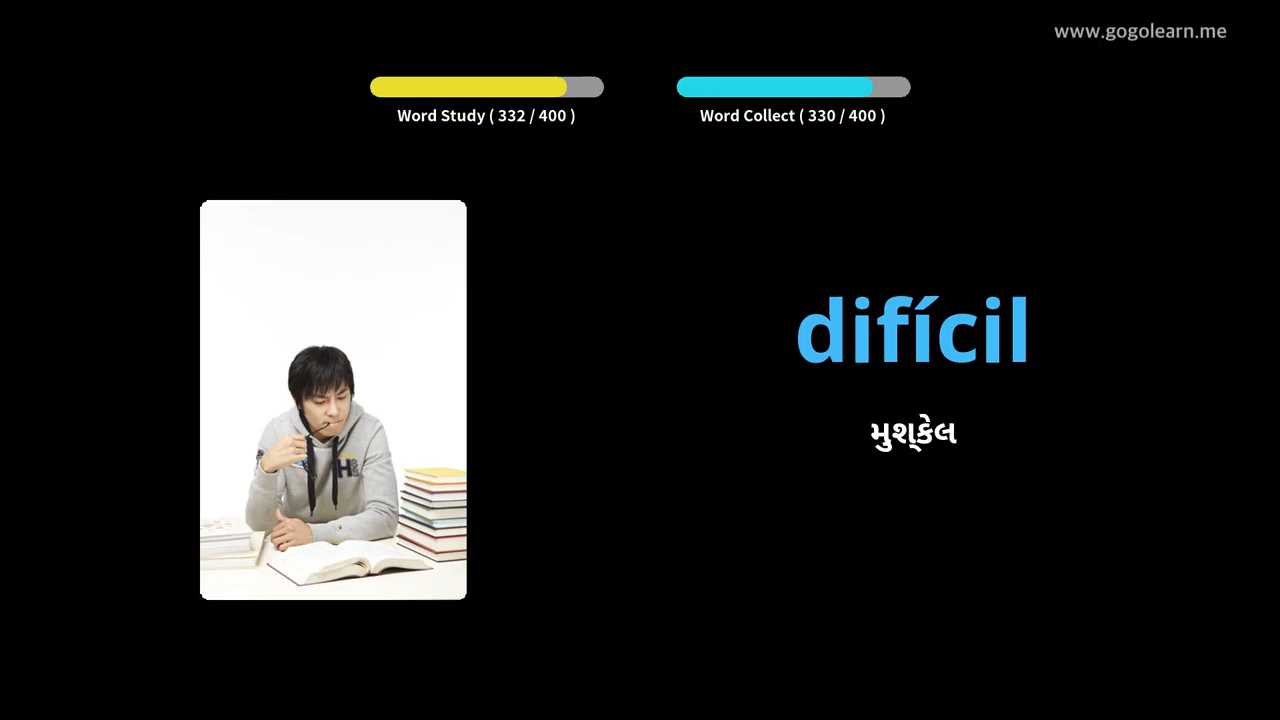 www.gogolearn.me
Word Study ( 332 / 400 )
Word Collect ( 330 / 400 )
difícil
મુશ્કેલ
H